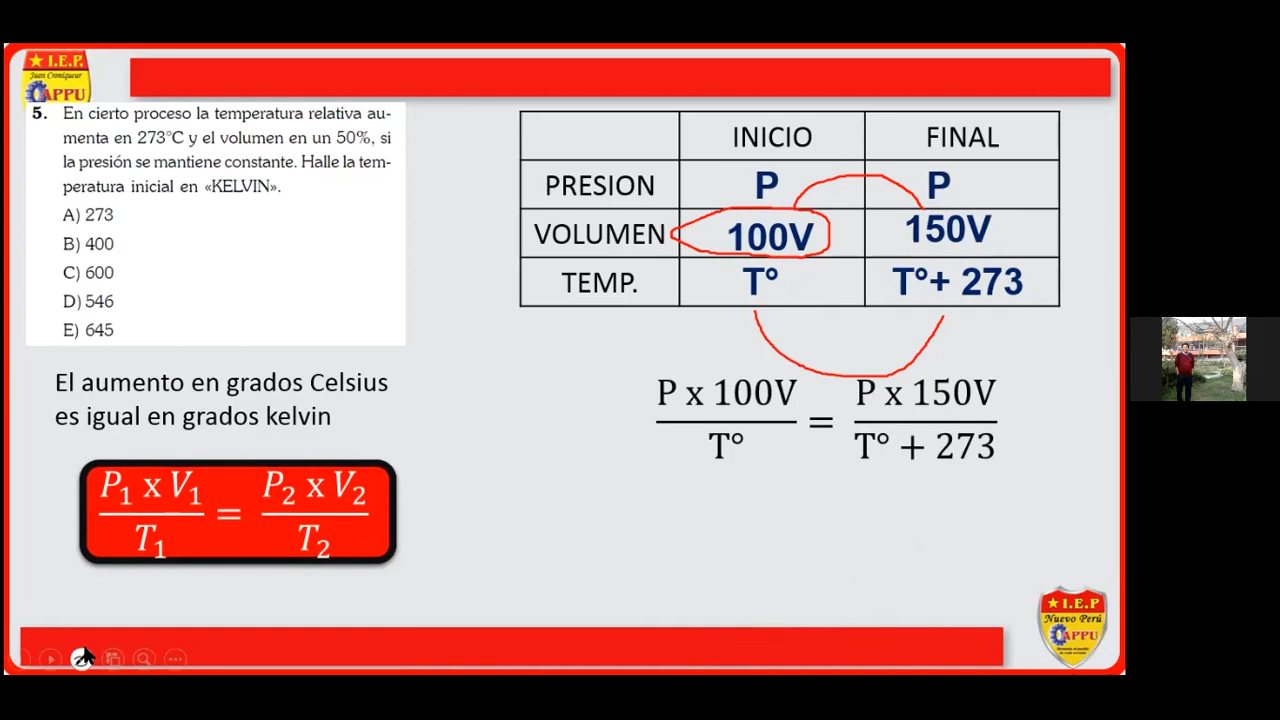 ★ I.E.P.
Juan Croniqueur
APPU
5. En cierto proceso la temperatura relativa au-
menta en 273°C y el volumen en un 50%, si
la presión se mantiene constante. Halle la tem-
peratura inicial en «KELVIN».
A) 273
B) 400
C) 600
D) 546
E) 645
El aumento en grados Celsius
es igual en grados kelvin
P₁ x V₁ / T₁ = P₂ x V₂ / T₂
INICIO FINAL
PRESION P P
VOLUMEN 100V 150V
TEMP. T° T°+ 273
P x 100V / T° = P x 150V / T° + 273
★ I.E.P
Nuevo Perú
APPU